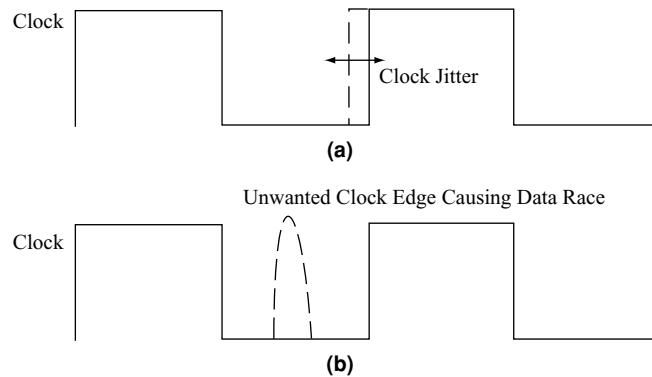 Clock
Clock Jitter
(a)
Unwanted Clock Edge Causing Data Race
Clock
(b)